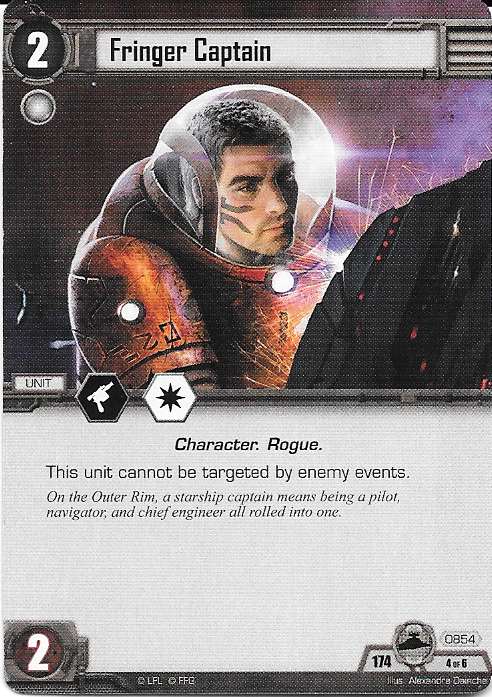 2
Fringer Captain
UNIT
Character. Rogue.
This unit cannot be targeted by enemy events.
On the Outer Rim, a starship captain means being a pilot,
navigator, and chief engineer all rolled into one.
2
174
0854
4 OF 6
© LFL © FFG
Illus. Alexandre Dainche